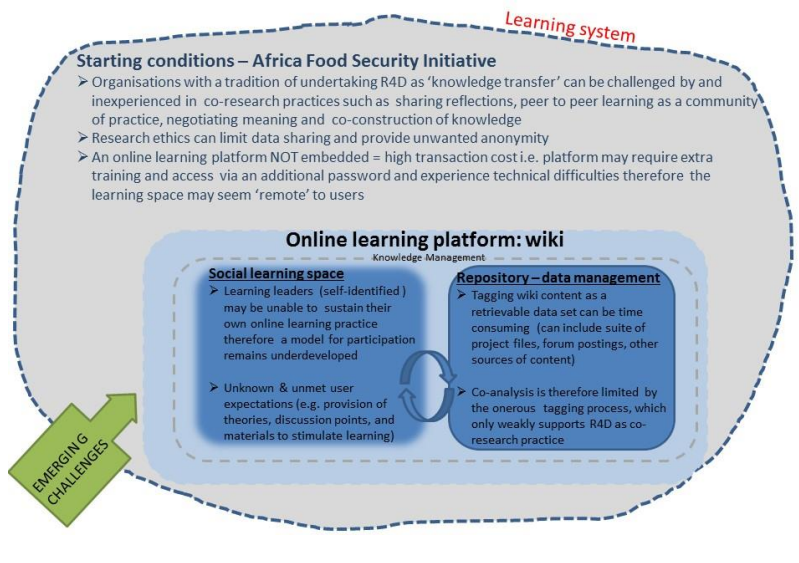 Learning system
Starting conditions – Africa Food Security Initiative
➢ Organisations with a tradition of undertaking R4D as ‘knowledge transfer’ can be challenged by and
inexperienced in co-research practices such as sharing reflections, peer to peer learning as a community
of practice, negotiating meaning and co-construction of knowledge
➢ Research ethics can limit data sharing and provide unwanted anonymity
➢ An online learning platform NOT embedded = high transaction cost i.e. platform may require extra
training and access via an additional password and experience technical difficulties therefore the
learning space may seem ‘remote’ to users
Online learning platform: wiki
Knowledge Management
Social learning space
➢ Learning leaders (self-identified )
may be unable to sustain their
own online learning practice
therefore a model for participation
remains underdeveloped
➢ Unknown & unmet user
expectations (e.g. provision of
theories, discussion points, and
materials to stimulate learning)
Repository – data management
➢ Tagging wiki content as a
retrievable data set can be time
consuming (can include suite of
project files, forum postings, other
sources of content)
➢ Co-analysis is therefore limited by
the onerous tagging process, which
only weakly supports R4D as co-
research practice
EMERGING
CHALLENGES